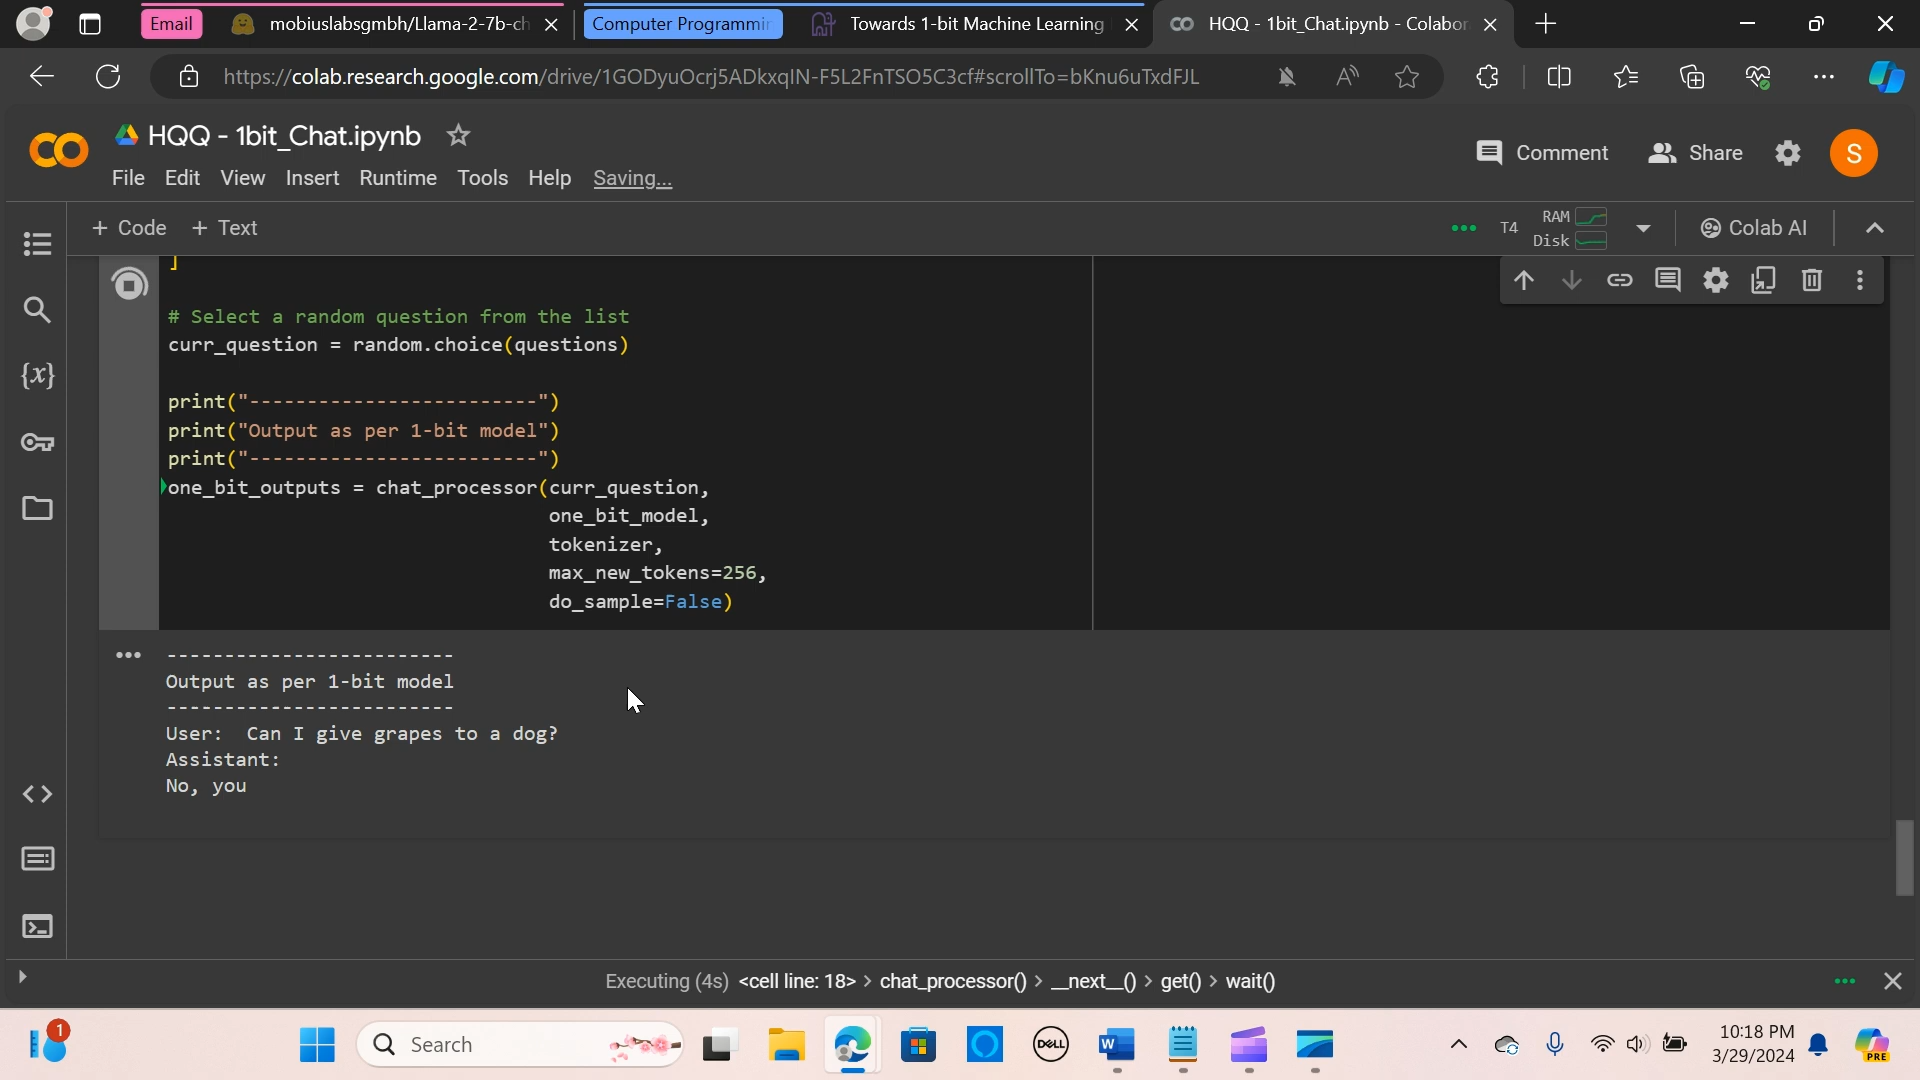 Email
mobiuslabsgmbh/Llama-2-7b-ch
Computer Programmin
Towards 1-bit Machine Learning
HQQ - 1bit_Chat.ipynb - Colabor
https://colab.research.google.com/drive/1GODyuOcrj5ADkxqIN-F5L2FnTSO5C3cf#scrollTo=bKnu6uTxdFJL
HQQ - 1bit_Chat.ipynb
Comment
Share
S
File Edit View Insert Runtime Tools Help Saving...
+ Code + Text
T4
RAM
Disk
Colab AI
]
# Select a random question from the list
curr_question = random.choice(questions)
print("-------------------------")
print("Output as per 1-bit model")
print("-------------------------")
one_bit_outputs = chat_processor(curr_question,
one_bit_model,
tokenizer,
max_new_tokens=256,
do_sample=False)
-------------------------
Output as per 1-bit model
-------------------------
User:  Can I give grapes to a dog?
Assistant:
No, you
Executing (4s) <cell line: 18> > chat_processor() > __next__() > get() > wait()
1
Search
DELL
W
10:18 PM
3/29/2024
PRE